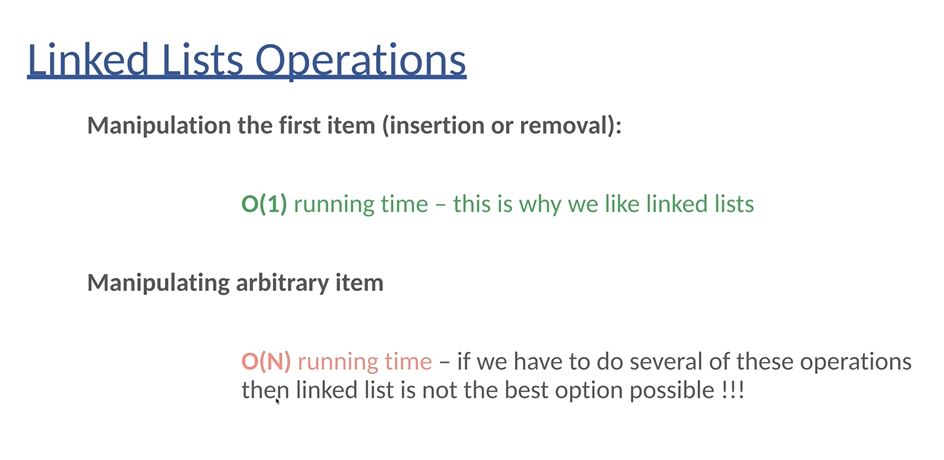 Linked Lists Operations
Manipulation the first item (insertion or removal):
O(1) running time – this is why we like linked lists
Manipulating arbitrary item
O(N) running time – if we have to do several of these operations
then linked list is not the best option possible !!!